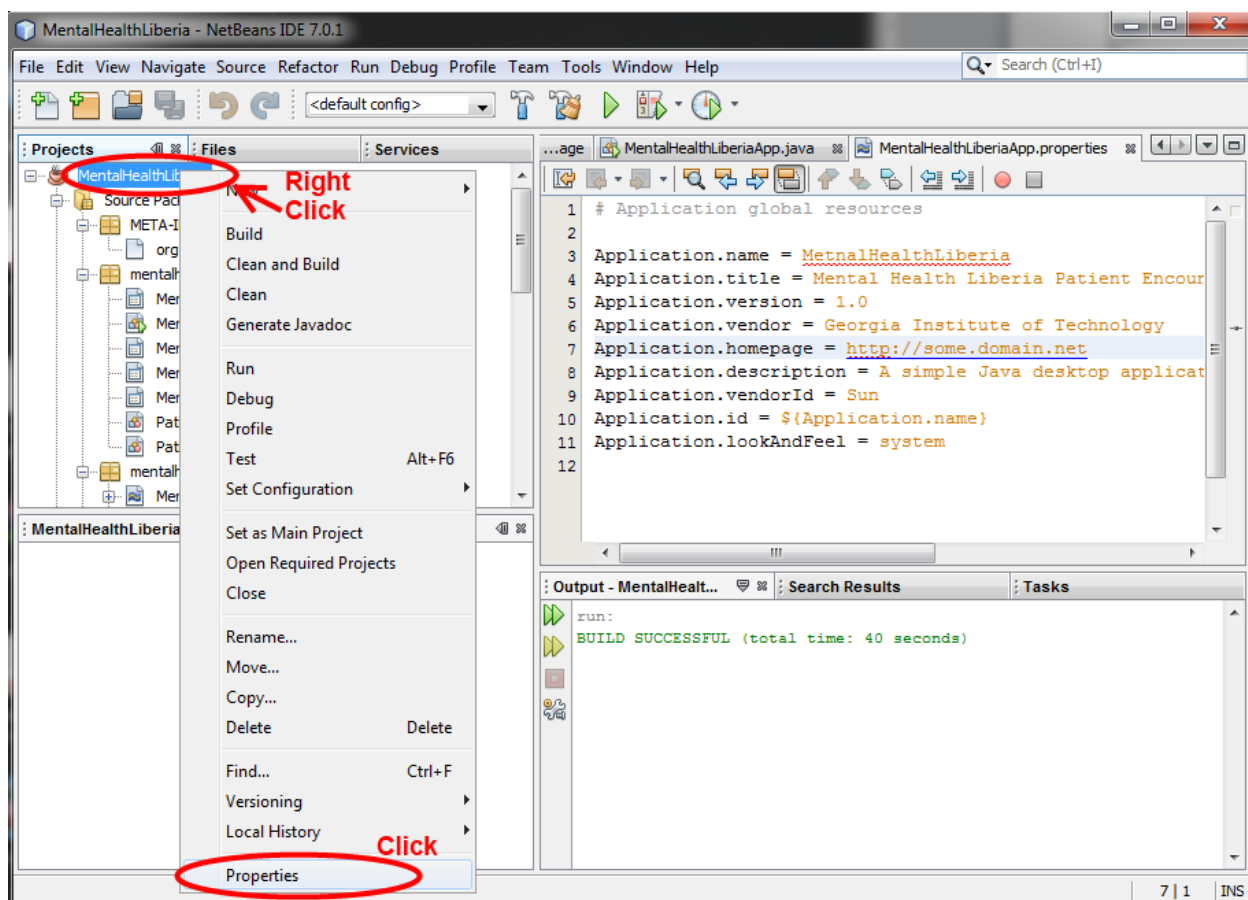 MentalHealthLiberia - NetBeans IDE 7.0.1
File Edit View Navigate Source Refactor Run Debug Profile Team Tools Window Help
Search (Ctrl+I)
<default config>
Projects
Files
Services
MentalHealthLib
Source Pac
META-I
org
mentalh
Mer
Mer
Mer
Mer
Mer
Pat
Pat
mentalh
Mer
Right
Click
New
Build
Clean and Build
Clean
Generate Javadoc
Run
Debug
Profile
Test Alt+F6
Set Configuration
Set as Main Project
Open Required Projects
Close
Rename...
Move...
Copy...
Delete Delete
Find... Ctrl+F
Versioning
Local History
Click
Properties
MentalHealthLiberia
...age
MentalHealthLiberiaApp.java
MentalHealthLiberiaApp.properties
1 # Application global resources
2
3 Application.name = MetnalHealthLiberia
4 Application.title = Mental Health Liberia Patient Encour
5 Application.version = 1.0
6 Application.vendor = Georgia Institute of Technology
7 Application.homepage = http://some.domain.net
8 Application.description = A simple Java desktop applicat
9 Application.vendorId = Sun
10 Application.id = ${Application.name}
11 Application.lookAndFeel = system
12
Output - MentalHealt...
Search Results
Tasks
run:
BUILD SUCCESSFUL (total time: 40 seconds)
7 | 1 INS